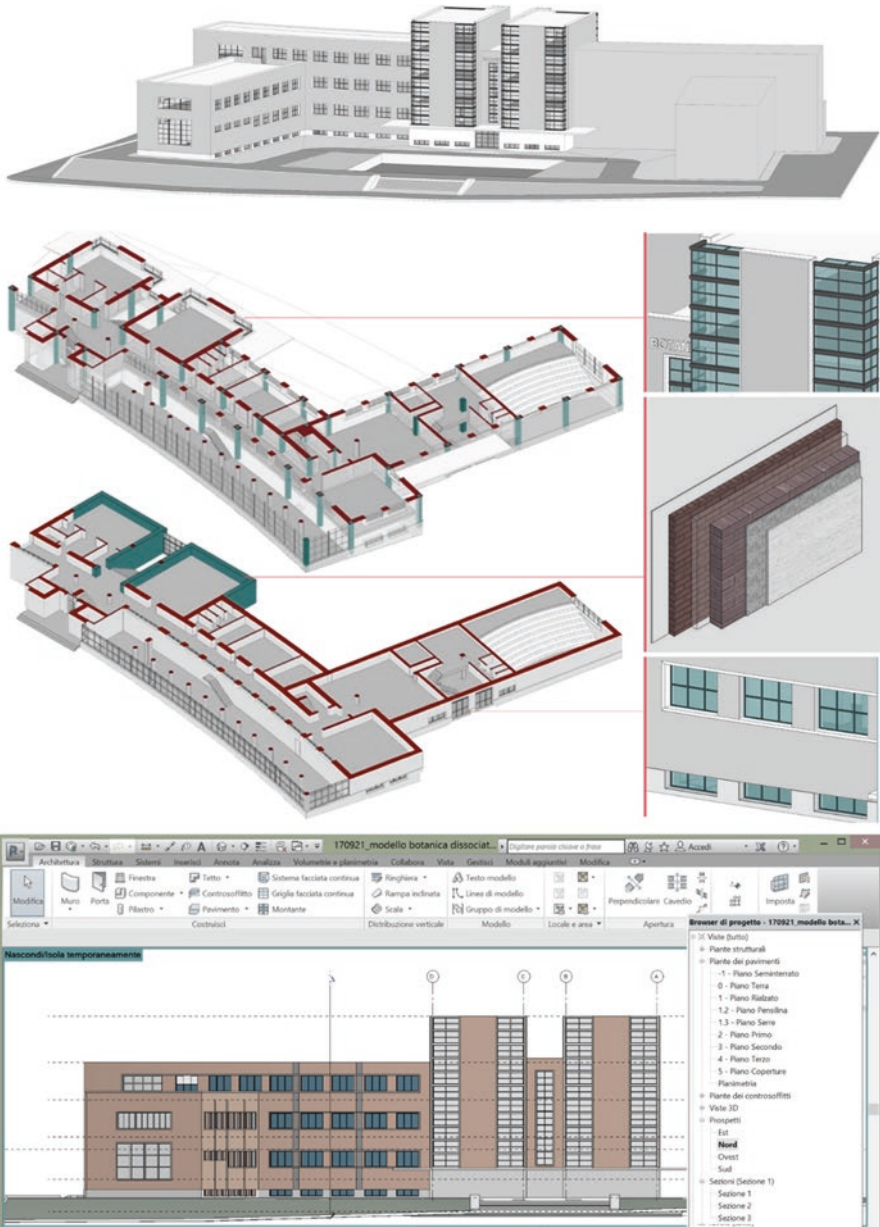 170921_modello botanica dissociat...
Digitare parola chiave o frase
Accedi
Architettura Struttura Sistemi Inserisci Annota Analizza Volumetrie e planimetria Collabora Vista Gestisci Moduli aggiuntivi Modifica
Modifica
Muro
Porta
Finestra
Componente
Pilastro
Tetto
Controsoffitto
Pavimento
Sistema facciata continua
Griglia facciata continua
Montante
Ringhiera
Rampa inclinata
Scala
Testo modello
Linea di modello
Gruppo di modello
Perpendicolari
Cavedio
Imposta
Seleziona
Costruisci
Distribuzione verticale
Modello
Locale e area
Apertura
Nascondi/Isola temporaneamente
D
C
B
A
Browser di progetto - 170921_modello bota...
Viste (tutto)
Piante strutturali
Piante dei pavimenti
-1 - Piano Seminterrato
0 - Piano Terra
1 - Piano Rialzato
1.2 - Piano Pensilina
1.3 - Piano Serre
2 - Piano Primo
3 - Piano Secondo
4 - Piano Terzo
5 - Piano Coperture
Planimetria
Piante dei controsoffitti
Viste 3D
Prospetti
Est
Nord
Ovest
Sud
Sezioni (Sezione 1)
Sezione 1
Sezione 2
Sezione 3